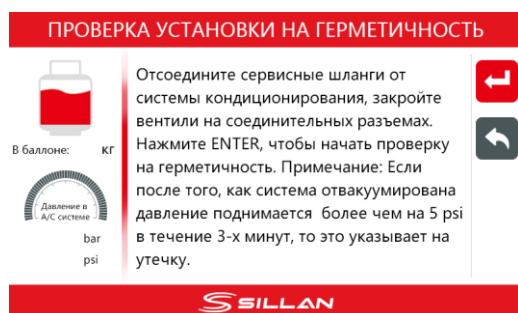 ПРОВЕРКА УСТАНОВКИ НА ГЕРМЕТИЧНОСТЬ
В баллоне: кг
Давление в
А/С системе
bar
psi
Отсоедините сервисные шланги от
системы кондиционирования, закройте
вентили на соединительных разъемах.
Нажмите ENTER, чтобы начать проверку
на герметичность. Примечание: Если
после того, как система отвакуумирована
давление поднимается более чем на 5 psi
в течение 3-х минут, то это указывает на
утечку.
SILLAN